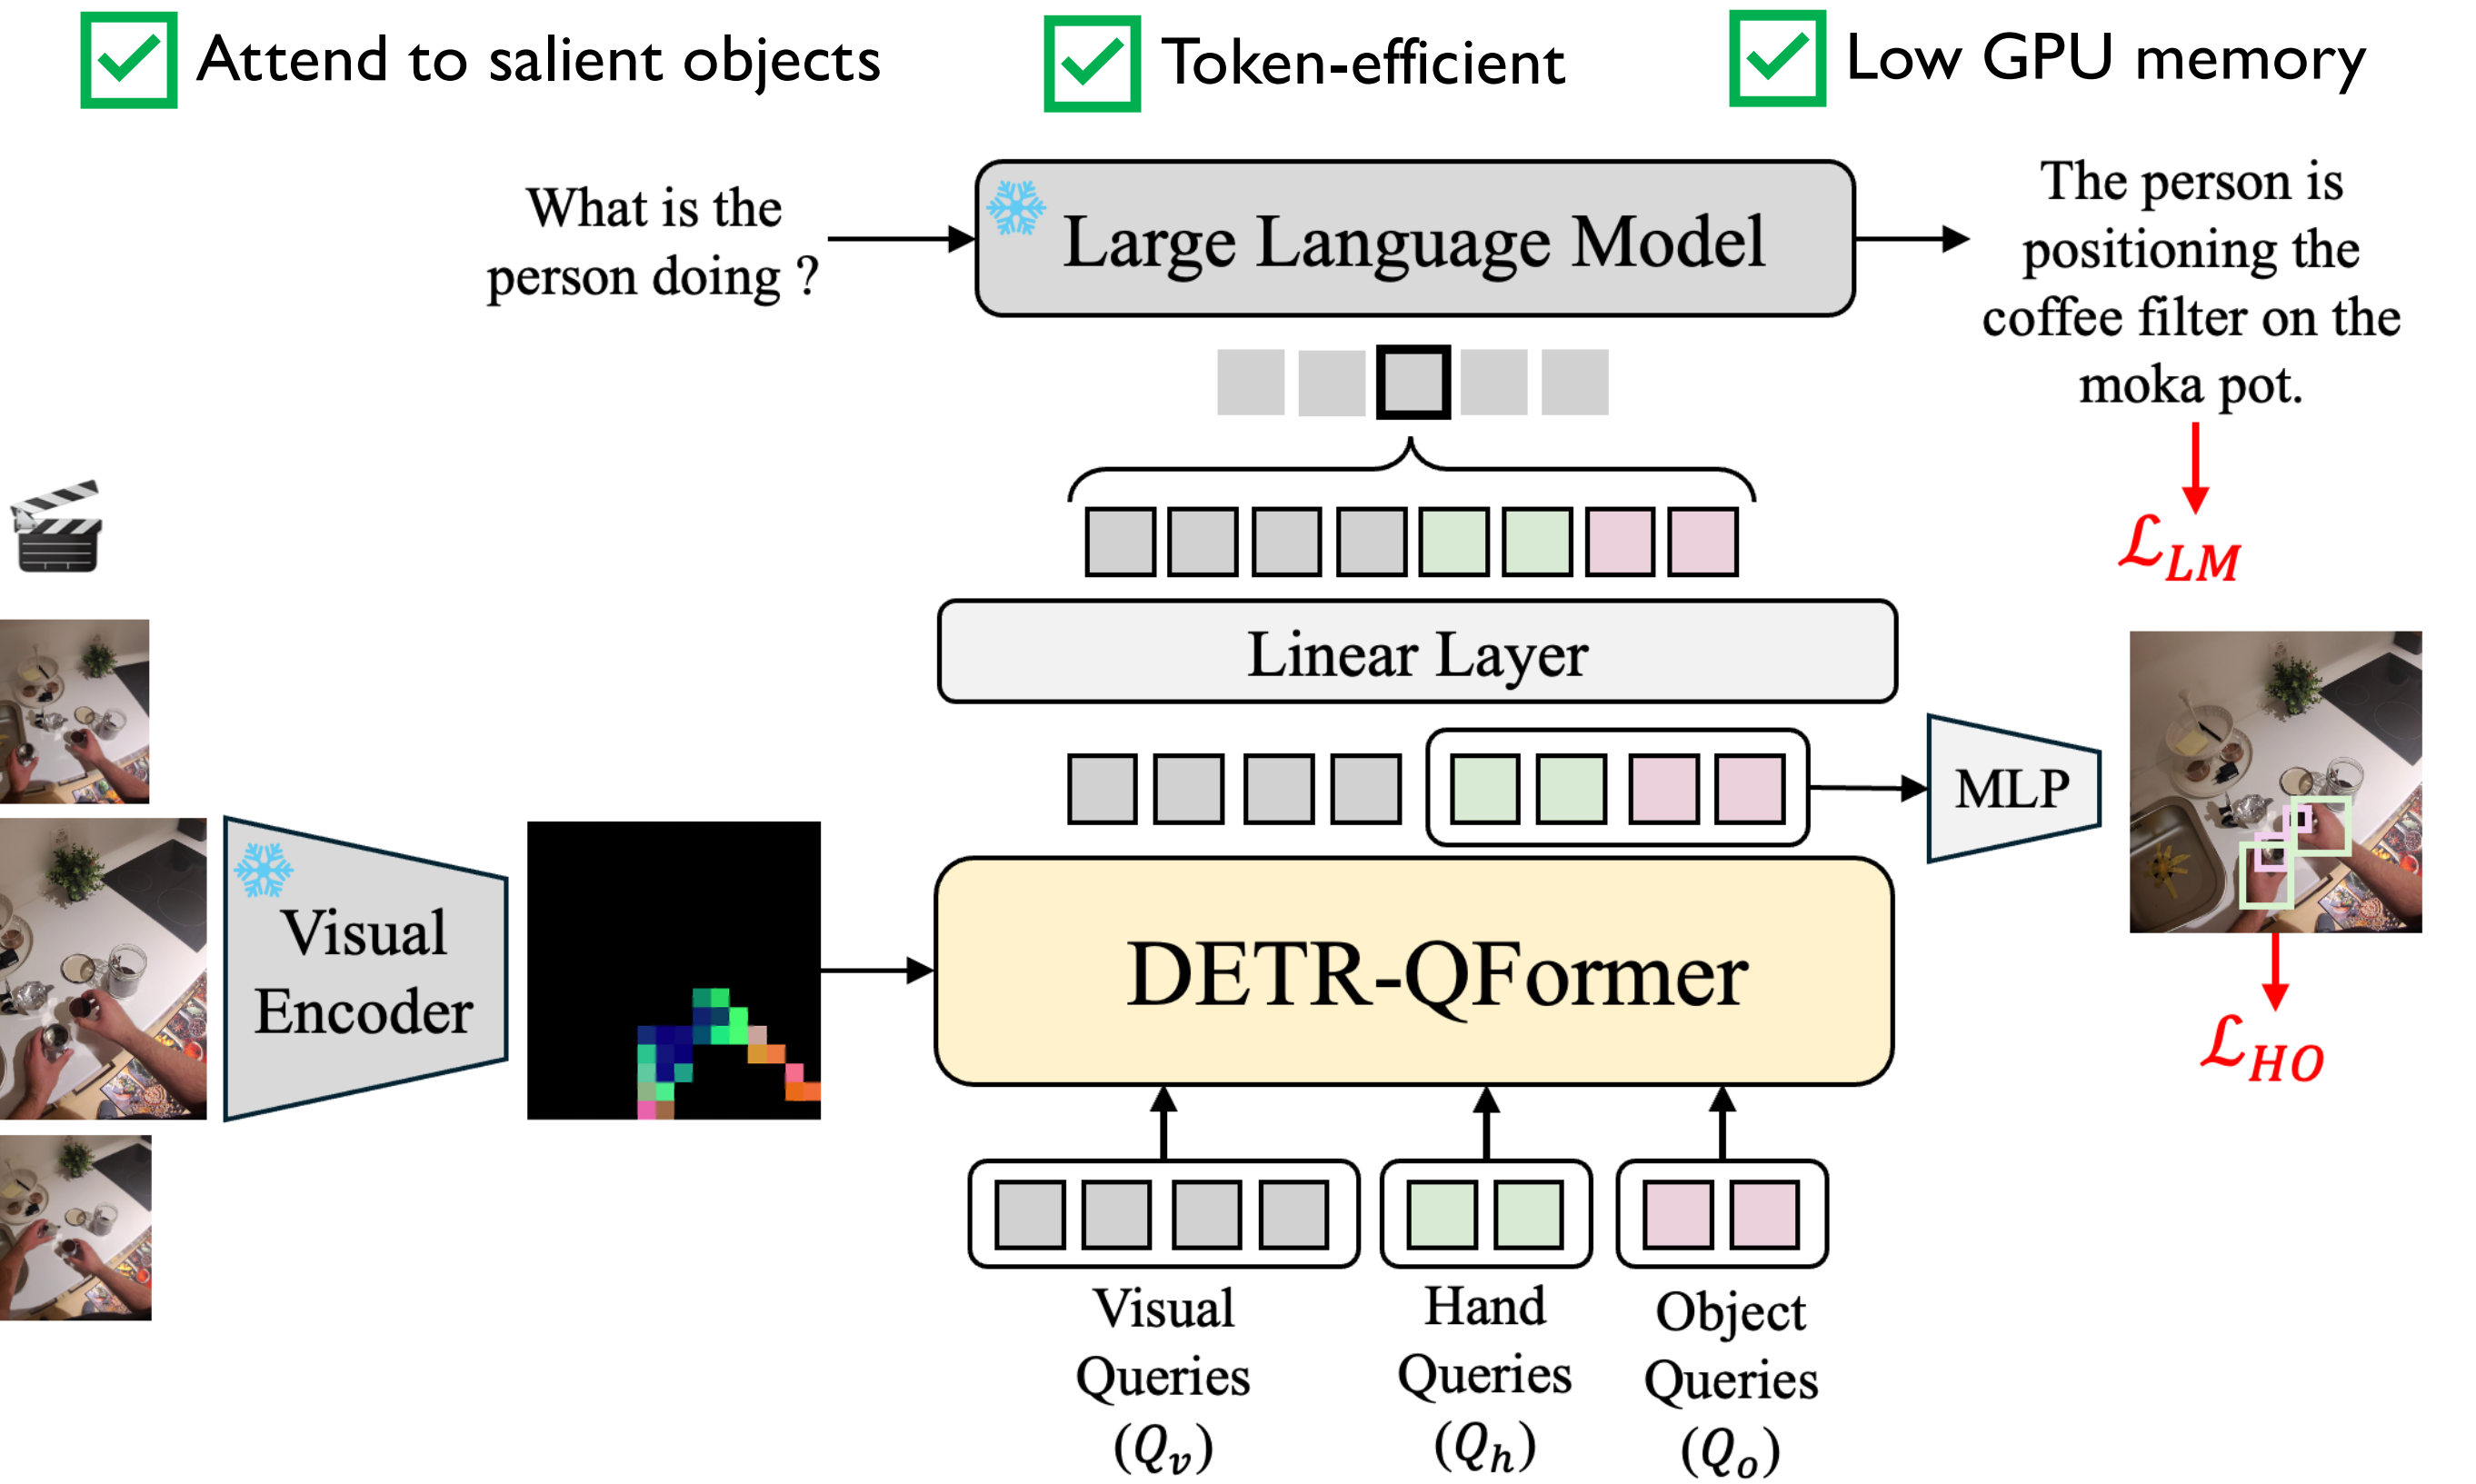 Attend to salient objects
Token-efficient
Low GPU memory
What is the
person doing ?
Large Language Model
The person is
positioning the
coffee filter on the
moka pot.
ℒ_LM
Linear Layer
MLP
Visual
Encoder
DETR-QFormer
ℒ_HO
Visual
Queries
(Q_v)
Hand
Queries
(Q_h)
Object
Queries
(Q_o)